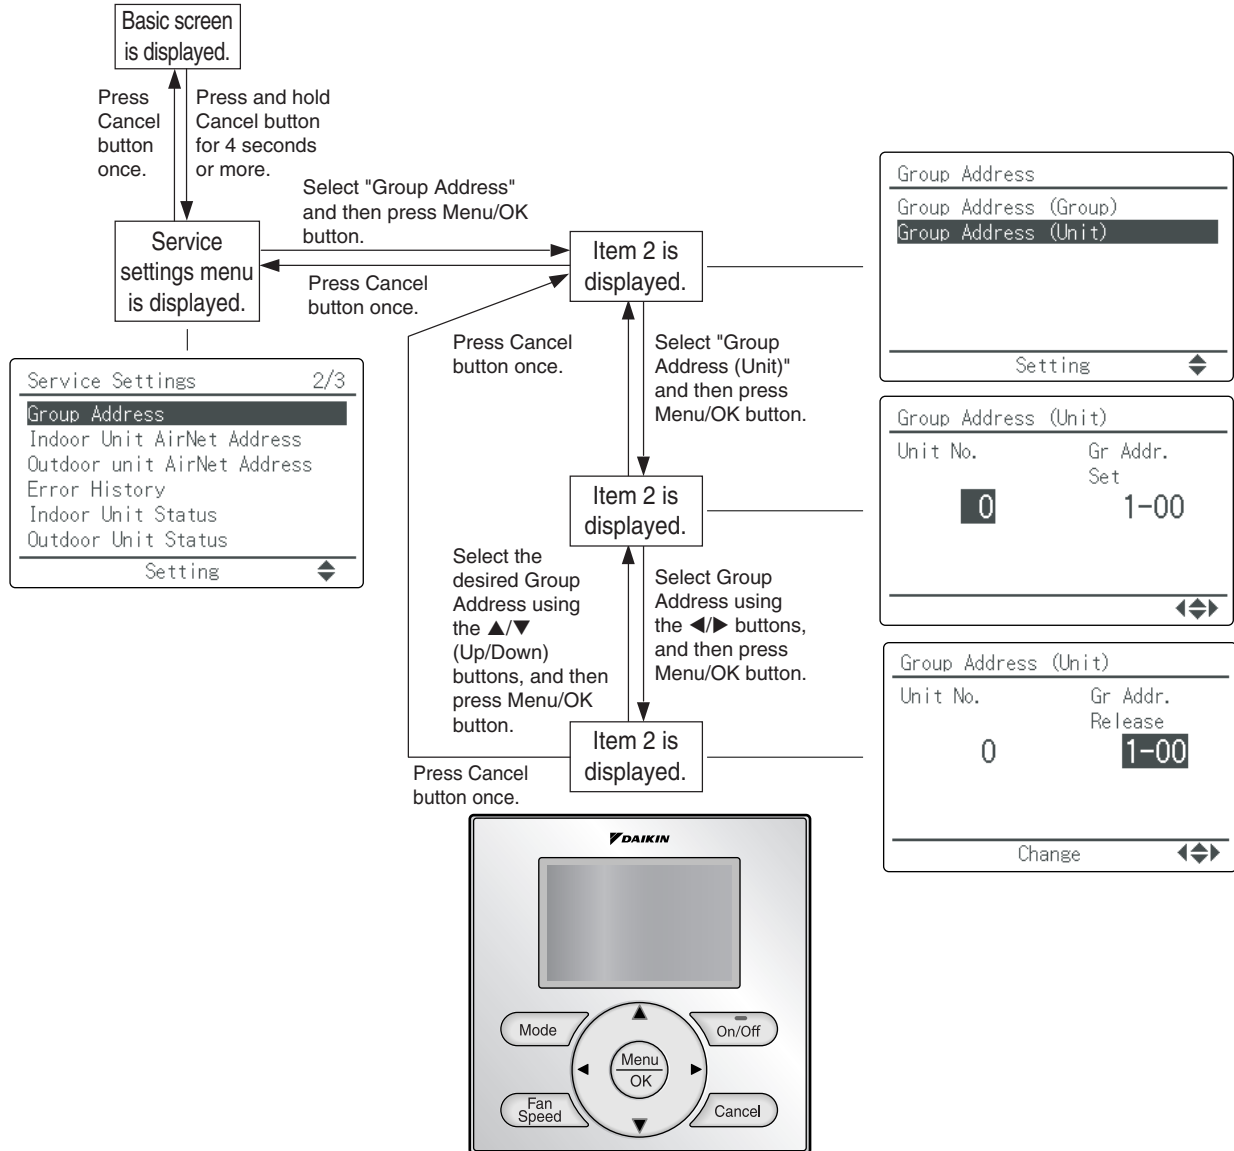 Basic screen
is displayed.
Press
Cancel
button
once.
Press and hold
Cancel button
for 4 seconds
or more.
Select "Group Address"
and then press Menu/OK
button.
Service
settings menu
is displayed.
Press Cancel
button once.
Item 2 is
displayed.
Group Address
Group Address (Group)
Group Address (Unit)
Setting
Service Settings 2/3
Group Address
Indoor Unit AirNet Address
Outdoor unit AirNet Address
Error History
Indoor Unit Status
Outdoor Unit Status
Setting
Press Cancel
button once.
Select "Group
Address (Unit)"
and then press
Menu/OK button.
Item 2 is
displayed.
Group Address (Unit)
Unit No. Gr Addr.
Set
0 1-00
Select the
desired Group
Address using
the ▲/▼
(Up/Down)
buttons, and then
press Menu/OK
button.
Select Group
Address using
the ◀/▶ buttons,
and then press
Menu/OK button.
Item 2 is
displayed.
Press Cancel
button once.
Group Address (Unit)
Unit No. Gr Addr.
Release
0 1-00
Change
DAIKIN
Mode
On/Off
Menu
OK
Fan
Speed
Cancel